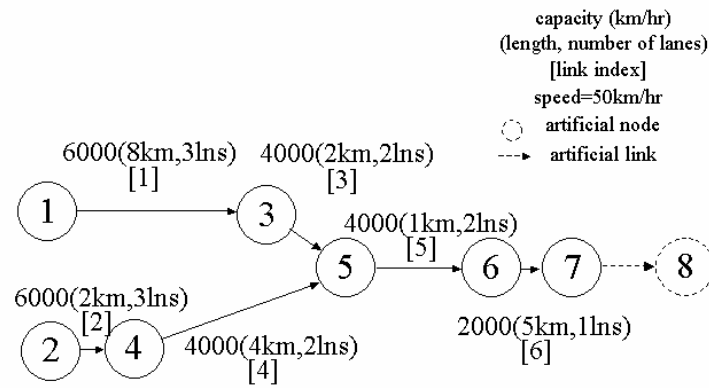 capacity (km/hr)
(length, number of lanes)
[link index]
speed=50km/hr
artificial node
artificial link
6000(8km,3lns)
[1]
4000(2km,2lns)
[3]
1
3
4000(1km,2lns)
[5]
5
6
7
8
6000(2km,3lns)
[2]
2
4
4000(4km,2lns)
[4]
2000(5km,1lns)
[6]